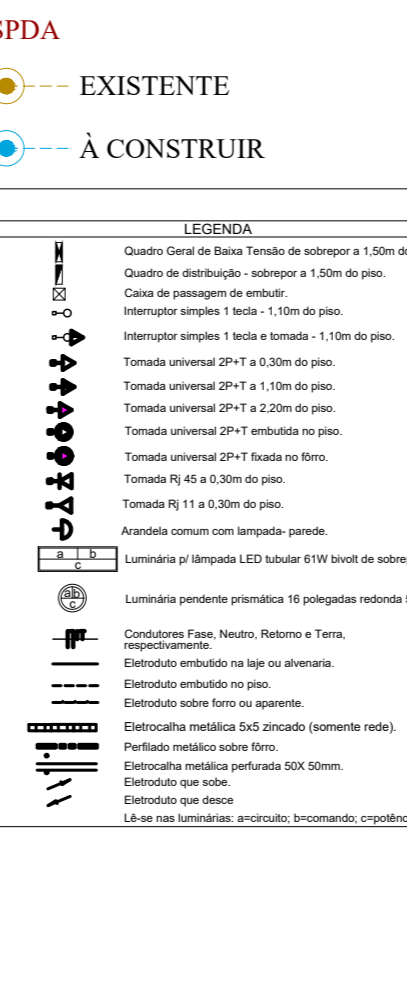 SPDA
EXISTENTE
À CONSTRUIR
LEGENDA
Quadro Geral de Baixa Tensão de sobrepor a 1,50m do
Quadro de distribuição - sobrepor a 1,50m do piso.
Caixa de passagem de embutir.
Interruptor simples 1 tecla - 1,10m do piso.
Interruptor simples 1 tecla e tomada - 1,10m do piso.
Tomada universal 2P+T a 0,30m do piso.
Tomada universal 2P+T a 1,10m do piso.
Tomada universal 2P+T a 2,20m do piso.
Tomada universal 2P+T embutida no piso.
Tomada universal 2P+T fixada no fôrro.
Tomada Rj 45 a 0,30m do piso.
Tomada Rj 11 a 0,30m do piso.
Arandela comum com lampada- parede.
a b
c
Luminária p/ lâmpada LED tubular 61W bivolt de sobrep
a b
c
Luminária pendente prismática 16 polegadas redonda
Condutores Fase, Neutro, Retorno e Terra,
respectivamente.
Eletroduto embutido na laje ou alvenaria.
Eletroduto embutido no piso.
Eletroduto sobre forro ou aparente.
Eletrocalha metálica 5x5 zincado (somente rede).
Perfilado metálico sobre fôrro.
Eletrocalha metálica perfurada 50X 50mm.
Eletroduto que sobe.
Eletroduto que desce
Lê-se nas luminárias: a=circuito; b=comando; c=potênc